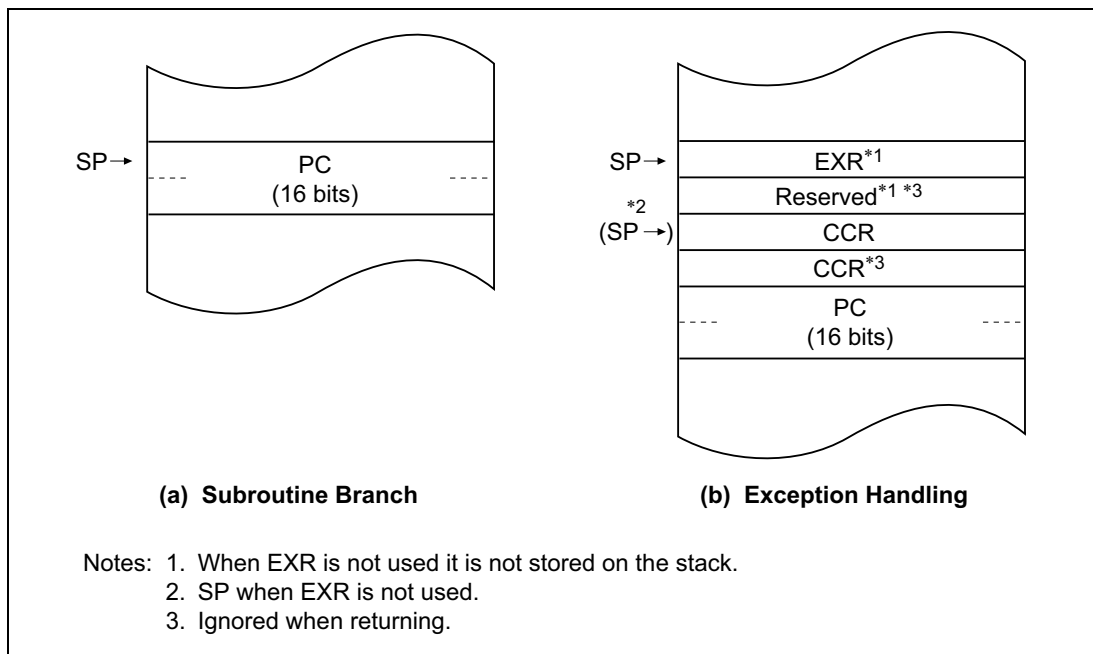 SP→
PC
(16 bits)
(a) Subroutine Branch
SP→
EXR*1
Reserved*1 *3
*2
(SP→)
CCR
CCR*3
PC
(16 bits)
(b) Exception Handling
Notes: 1. When EXR is not used it is not stored on the stack.
2. SP when EXR is not used.
3. Ignored when returning.